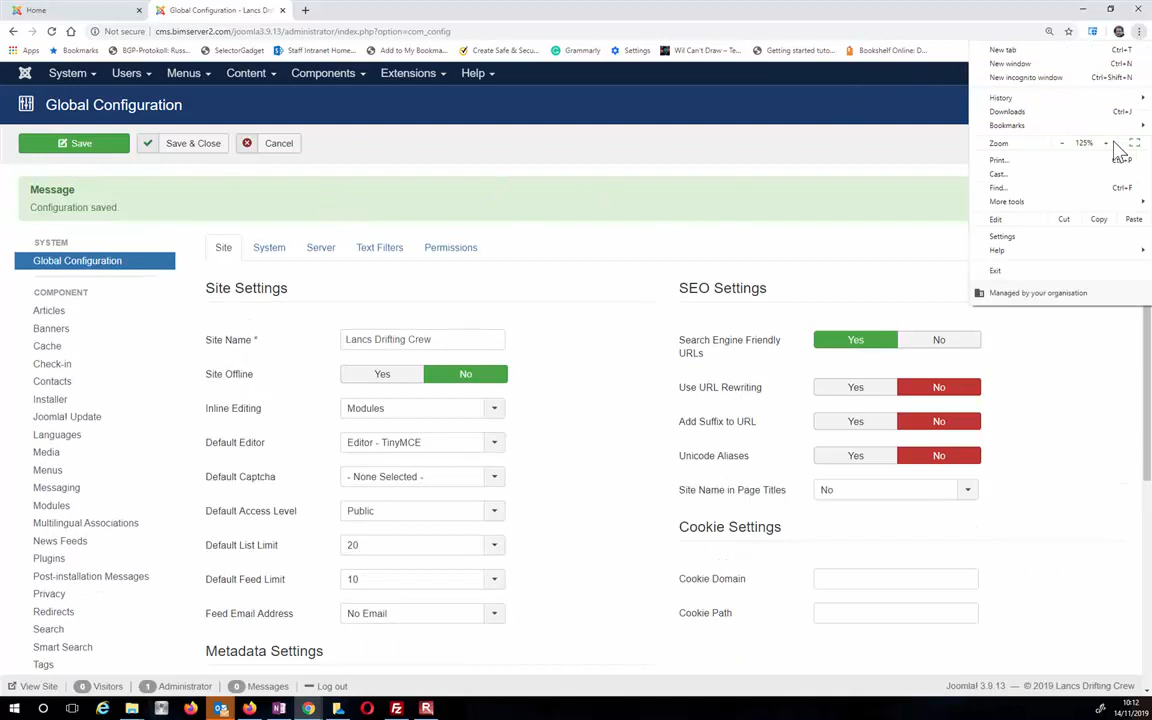 Home
Global Configuration - Lancs D
Not secure
cms.bimserver2.com/joomla3.9.13/administrator/index.php?option=com_config
Apps
Bookmarks
BGP-Protokoll: Russ...
SelectorGadget
Staff Intranet Home...
Add to My Bookma...
Create Safe & Secu...
Grammarly
Settings
Wil Can't Draw – Te...
Getting started tuto...
Bookshelf Online: D...
System
Users
Menus
Content
Components
Extensions
Help
Global Configuration
Save
Save & Close
Cancel
Message
Configuration saved.
New tab Ctrl+T
New window Ctrl+N
New incognito window Ctrl+Shift+N
History
Downloads Ctrl+J
Bookmarks
Zoom - 125% +
Print...
Cast...
Find... Ctrl+F
More tools
Edit Cut Copy Paste
Settings
Help
Exit
Managed by your organisation
SYSTEM
Global Configuration
COMPONENT
Articles
Banners
Cache
Check-in
Contacts
Installer
Joomla! Update
Languages
Media
Menus
Messaging
Modules
Multilingual Associations
News Feeds
Plugins
Post-installation Messages
Privacy
Redirects
Search
Smart Search
Tags
Site
System
Server
Text Filters
Permissions
Site Settings
Site Name * Lancs Drifting Crew
Site Offline Yes No
Inline Editing Modules
Default Editor Editor - TinyMCE
Default Captcha - None Selected -
Default Access Level Public
Default List Limit 20
Default Feed Limit 10
Feed Email Address No Email
Metadata Settings
SEO Settings
Search Engine Friendly
URLs
Yes No
Use URL Rewriting Yes No
Add Suffix to URL Yes No
Unicode Aliases Yes No
Site Name in Page Titles No
Cookie Settings
Cookie Domain
Cookie Path
View Site
0 Visitors
1 Administrator
0 Messages
Log out
Joomla! 3.9.13 — © 2019 Lancs Drifting Crew
10:12
14/11/2019